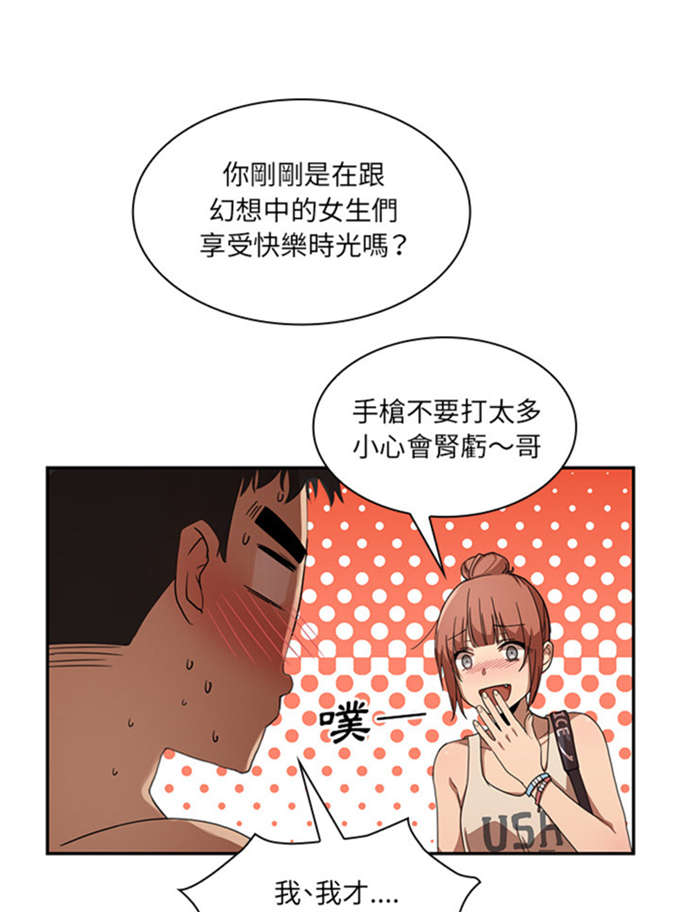 你剛剛是在跟
幻想中的女生們
享受快樂時光嗎？
手槍不要打太多
小心會腎虧～哥
噗—
USA
我、我才....